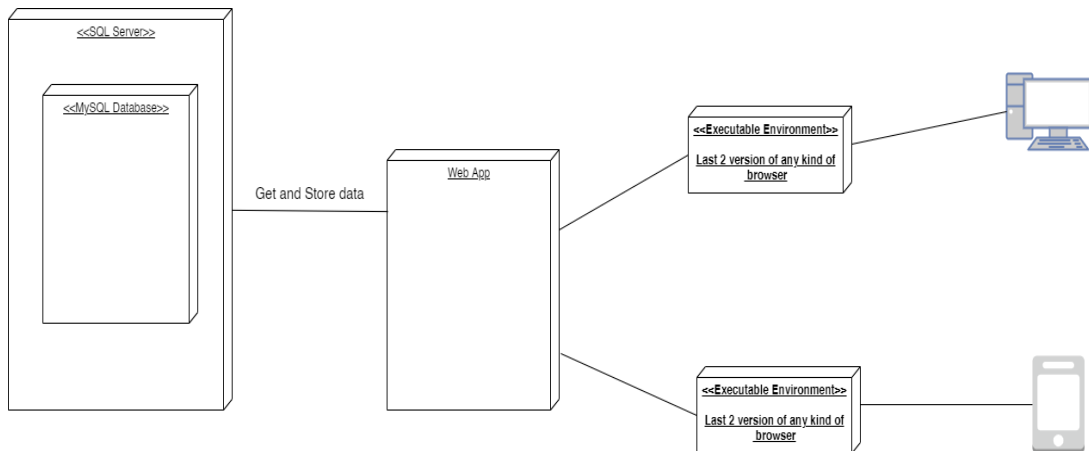 <<SQL Server>>
<<MySQL Database>>
Get and Store data
Web App
<<Executable Environment>>
Last 2 version of any kind of
browser
<<Executable Environment>>
Last 2 version of any kind of
browser